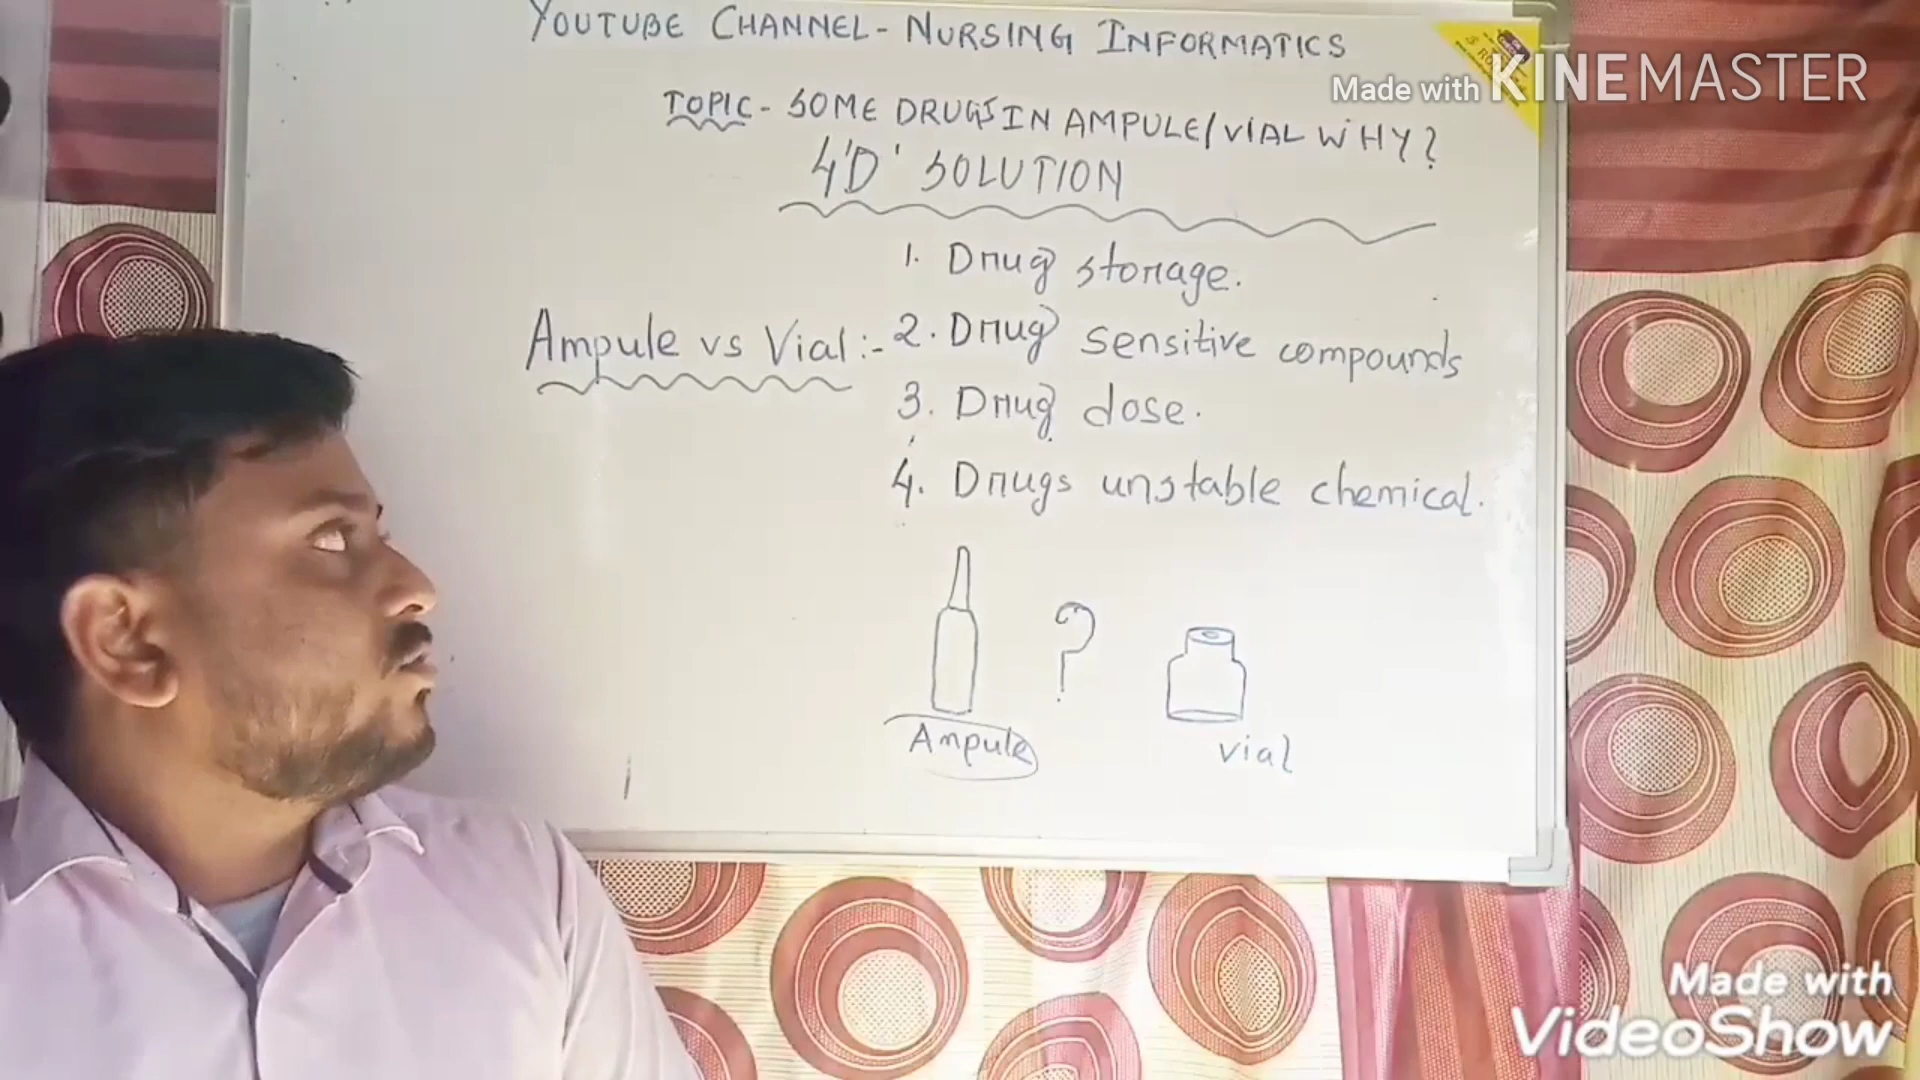 YOUTUBE CHANNEL - NURSING INFORMATICS
Made with KINEMASTER
TOPIC - SOME DRUGS IN AMPULE/VIAL WHY?
4'D' SOLUTION
1. Drug storage.
Ampule vs Vial :-
2. Drug sensitive compounds
3. Drug dose.
4. Drugs unstable chemical.
?
Ampule
vial
Made with
VideoShow